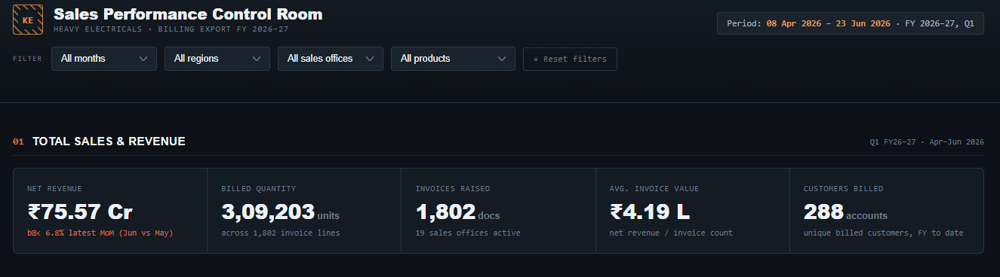 KE
Sales Performance Control Room
HEAVY ELECTRICALS · BILLING EXPORT FY 2026-27
Period: 08 Apr 2026 – 23 Jun 2026 · FY 2026-27, Q1
FILTER
All months
All regions
All sales offices
All products
× Reset filters
01 TOTAL SALES & REVENUE
Q1 FY26-27 · Apr–Jun 2026
NET REVENUE
₹75.57 Cr
6.8% latest MoM (Jun vs May)
BILLED QUANTITY
3,09,203 units
across 1,802 invoice lines
INVOICES RAISED
1,802 docs
19 sales offices active
AVG. INVOICE VALUE
₹4.19 L
net revenue / invoice count
CUSTOMERS BILLED
288 accounts
unique billed customers, FY to date